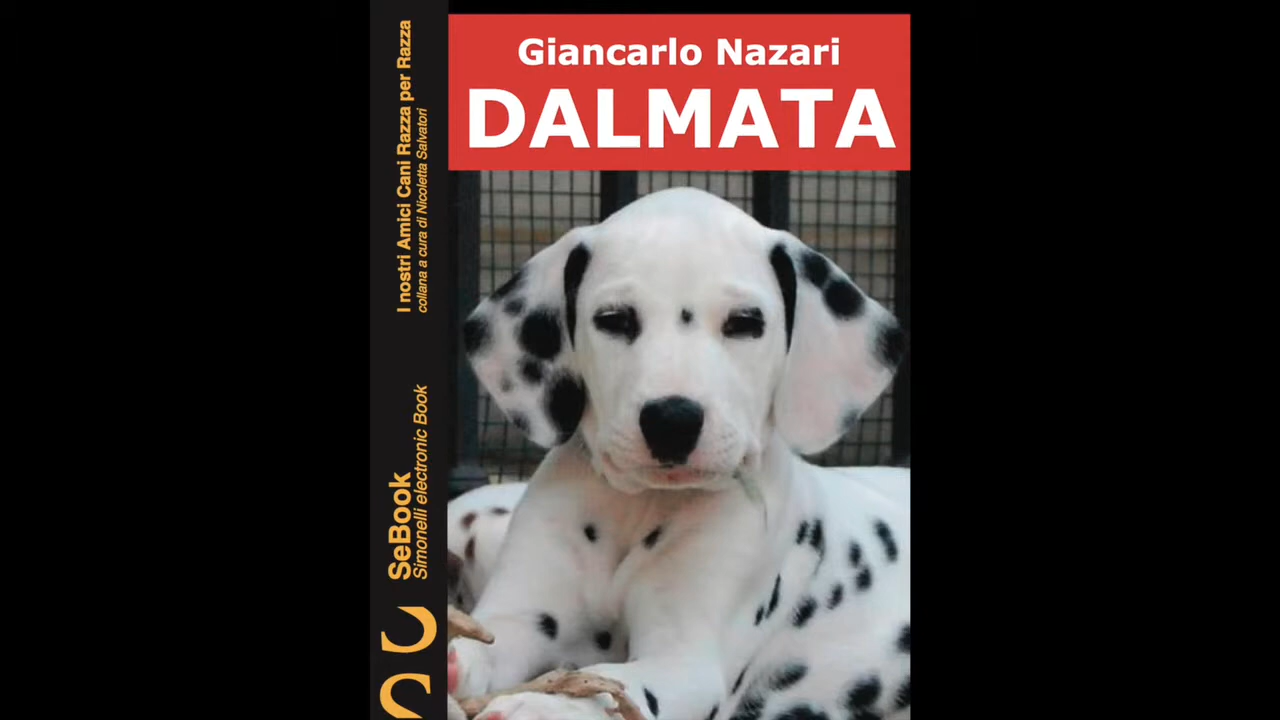 Giancarlo Nazari
DALMATA
I nostri Amici Cani Razza per Razza
collana a cura di Nicoletta Salvatori
SeBook
Simonelli electronic Book